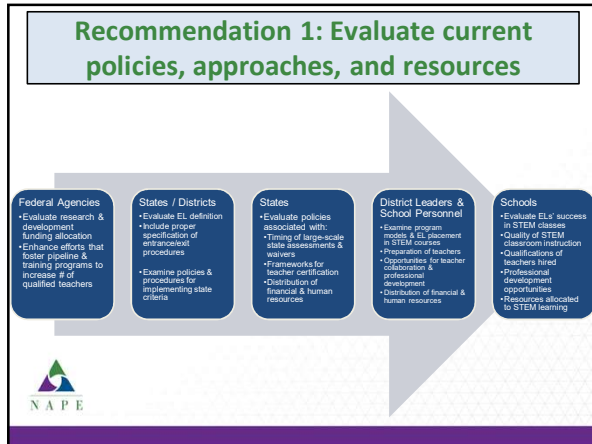 Recommendation 1: Evaluate current
policies, approaches, and resources
Federal Agencies
•Evaluate research &
development
funding allocation
•Enhance efforts that
foster pipeline &
training programs to
increase # of
qualified teachers
States / Districts
•Evaluate EL definition
•Include proper
specification of
entrance/exit
procedures
•Examine policies &
procedures for
implementing state
criteria
States
•Evaluate policies
associated with:
•Timing of large-scale
state assessments &
waivers
•Frameworks for
teacher certification
•Distribution of
financial & human
resources
District Leaders &
School Personnel
•Examine program
models & EL placement
in STEM courses
•Preparation of teachers
•Opportunities for teacher
collaboration &
professional
development
•Distribution of financial
& human resources
Schools
•Evaluate ELs' success
in STEM classes
•Quality of STEM
classroom instruction
•Qualifications of
teachers hired
•Professional
development
opportunities
•Resources allocated
to STEM learning
NAPE